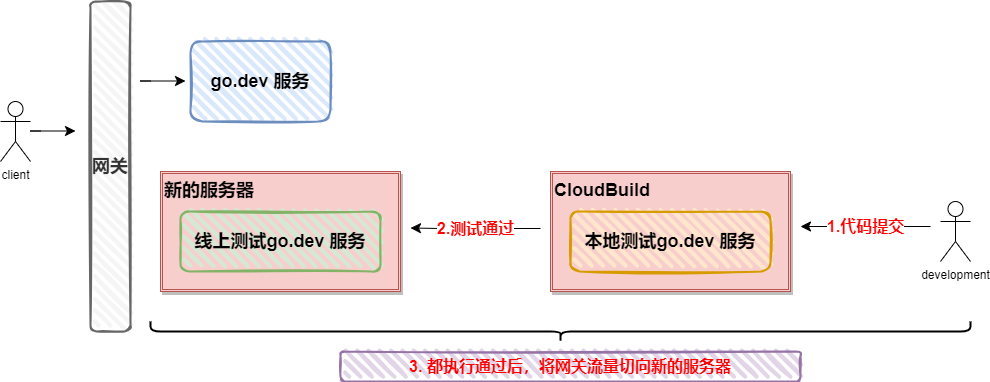 go.dev 服务
网关
client
新的服务器
线上测试go.dev 服务
2.测试通过
CloudBuild
本地测试go.dev 服务
1.代码提交
development
3. 都执行通过后，将网关流量切向新的服务器